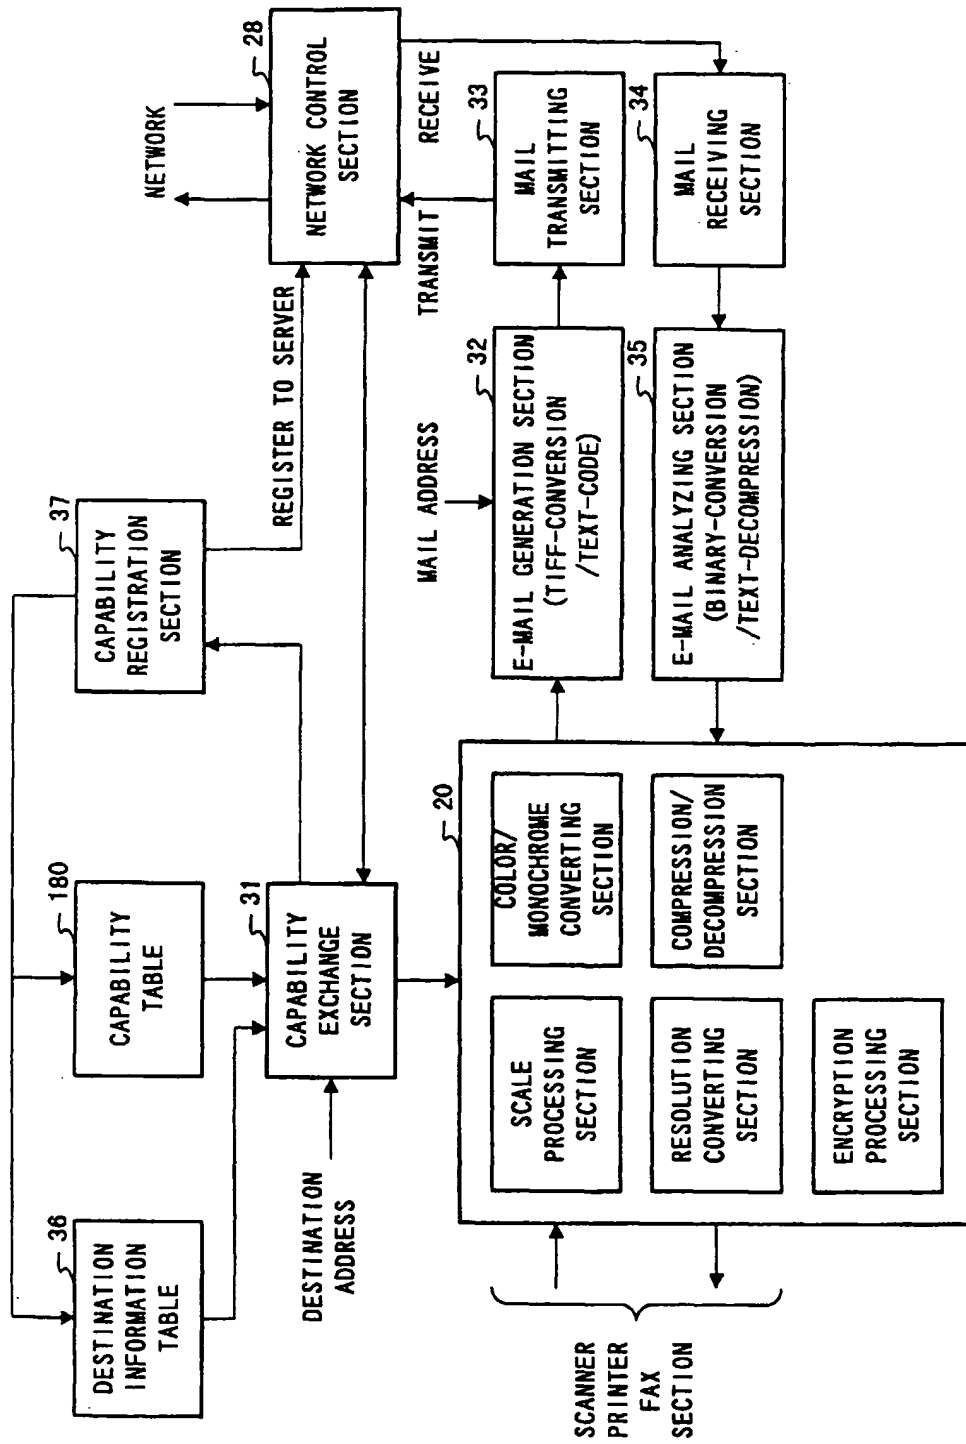 36
DESTINATION
INFORMATION
TABLE
180
CAPABILITY
TABLE
37
CAPABILITY
REGISTRATION
SECTION
REGISTER TO SERVER
NETWORK
28
NETWORK CONTROL
SECTION
DESTINATION
ADDRESS
31
CAPABILITY
EXCHANGE
SECTION
MAIL ADDRESS
TRANSMIT
RECEIVE
SCANNER
PRINTER
FAX
SECTION
20
SCALE
PROCESSING
SECTION
COLOR/
MONOCHROME
CONVERTING
SECTION
RESOLUTION
CONVERTING
SECTION
COMPRESSION/
DECOMPRESSION
SECTION
ENCRYPTION
PROCESSING
SECTION
32
E-MAIL GENERATION SECTION
(TIFF-CONVERSION
/TEXT-CODE)
33
MAIL
TRANSMITTING
SECTION
35
E-MAIL ANALYZING SECTION
(BINARY-CONVERSION
/TEXT-DECOMPRESSION)
34
MAIL
RECEIVING
SECTION